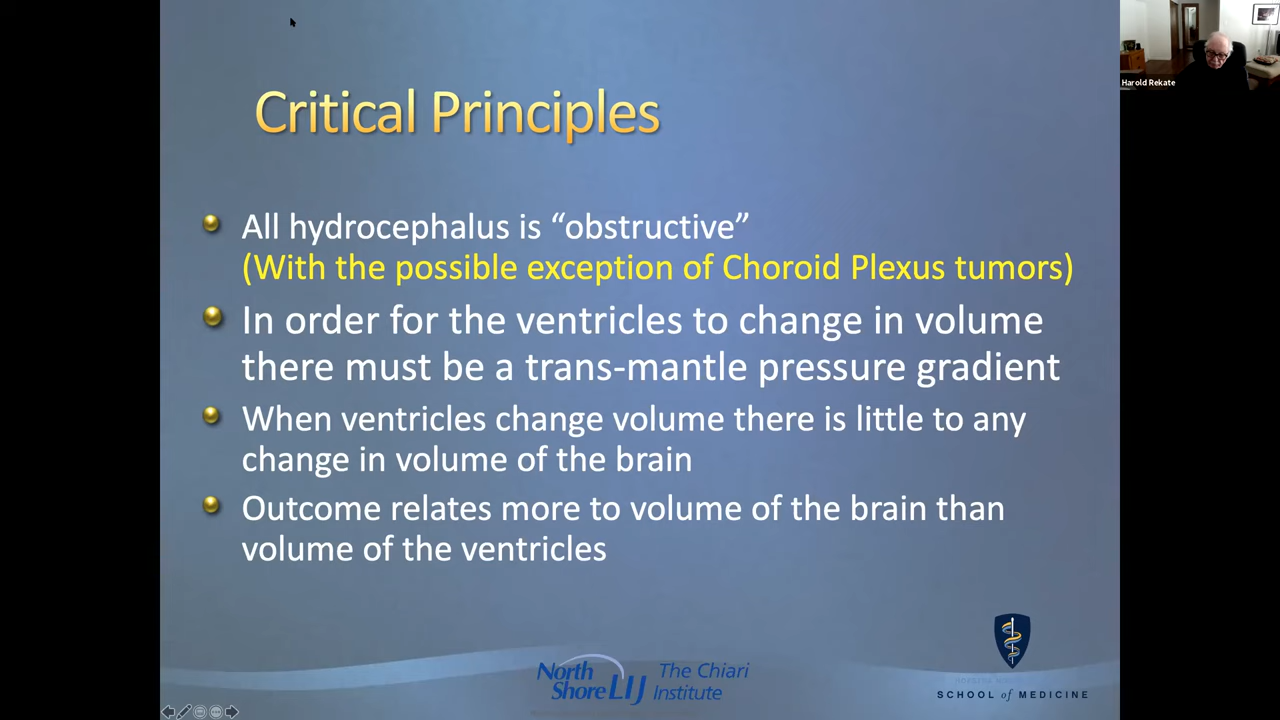 Harold Rekate
Critical Principles
All hydrocephalus is “obstructive”
(With the possible exception of Choroid Plexus tumors)
In order for the ventricles to change in volume
there must be a trans-mantle pressure gradient
When ventricles change volume there is little to any
change in volume of the brain
Outcome relates more to volume of the brain than
volume of the ventricles
North
Shore LIJ
The Chiari
Institute
SCHOOL of MEDICINE